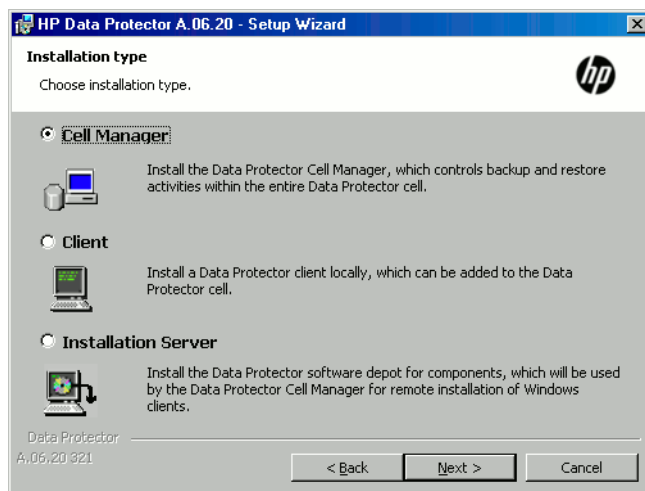 HP Data Protector A.06.20 - Setup Wizard
Installation type
Choose installation type.
hp
Cell Manager
Install the Data Protector Cell Manager, which controls backup and restore
activities within the entire Data Protector cell.
Client
Install a Data Protector client locally, which can be added to the Data
Protector cell.
Installation Server
Install the Data Protector software depot for components, which will be used
by the Data Protector Cell Manager for remote installation of Windows
clients.
Data Protector
A.06.20 321
< Back Next > Cancel